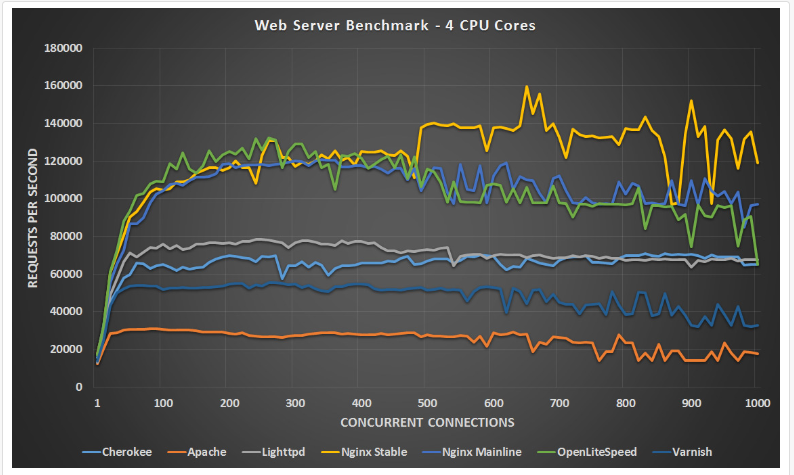 Web Server Benchmark - 4 CPU Cores
REQUESTS PER SECOND
180000
160000
140000
120000
100000
80000
60000
40000
20000
0
1 100 200 300 400 500 600 700 800 900 1000
CONCURRENT CONNECTIONS
Cherokee Apache Lighttpd Nginx Stable Nginx Mainline OpenLiteSpeed Varnish